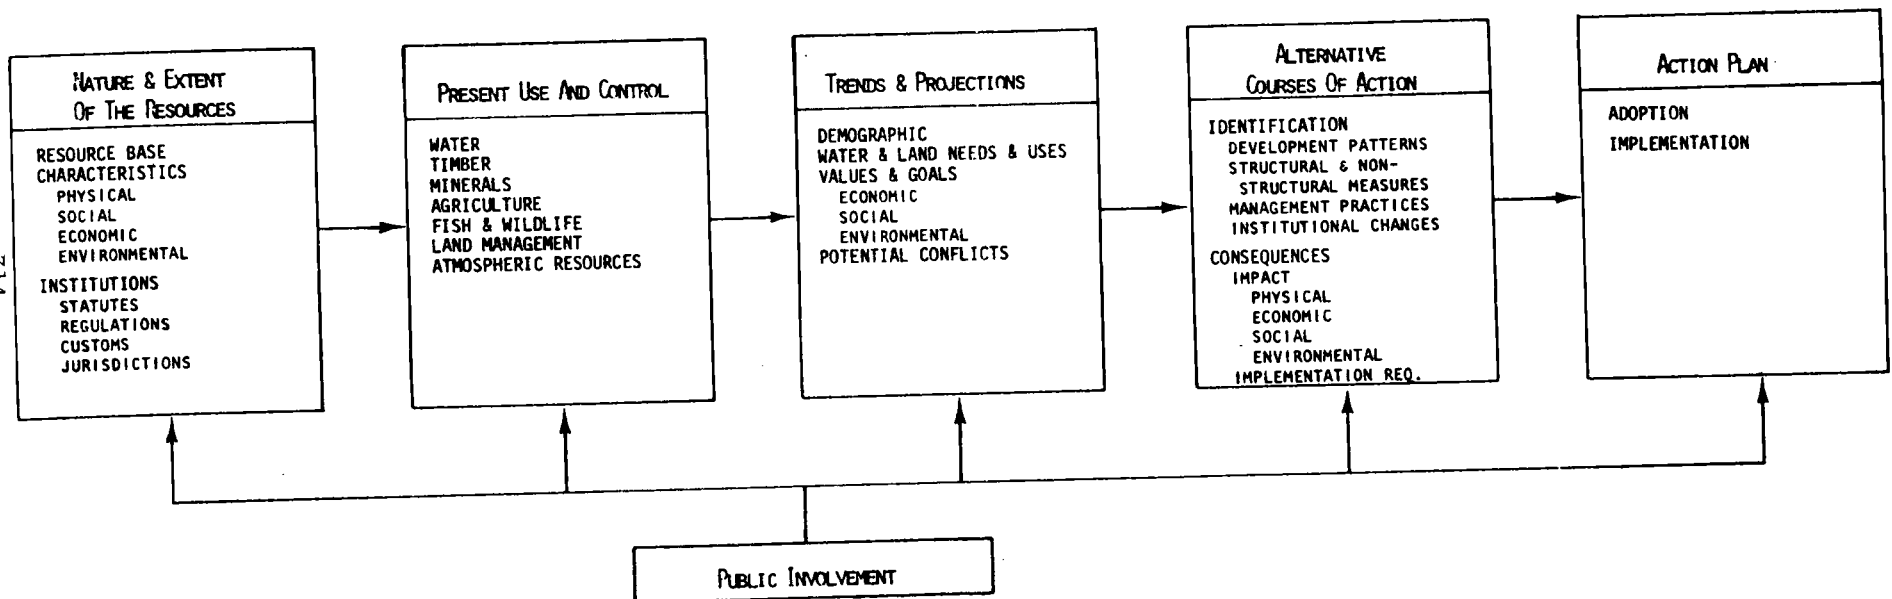 NATURE & EXTENT
OF THE RESOURCES
RESOURCE BASE
CHARACTERISTICS
PHYSICAL
SOCIAL
ECONOMIC
ENVIRONMENTAL
INSTITUTIONS
STATUTES
REGULATIONS
CUSTOMS
JURISDICTIONS
PRESENT USE AND CONTROL
WATER
TIMBER
MINERALS
AGRICULTURE
FISH & WILDLIFE
LAND MANAGEMENT
ATMOSPHERIC RESOURCES
TRENDS & PROJECTIONS
DEMOGRAPHIC
WATER & LAND NEEDS & USES
VALUES & GOALS
ECONOMIC
SOCIAL
ENVIRONMENTAL
POTENTIAL CONFLICTS
ALTERNATIVE
COURSES OF ACTION
IDENTIFICATION
DEVELOPMENT PATTERNS
STRUCTURAL & NON-
STRUCTURAL MEASURES
MANAGEMENT PRACTICES
INSTITUTIONAL CHANGES
CONSEQUENCES
IMPACT
PHYSICAL
ECONOMIC
SOCIAL
ENVIRONMENTAL
IMPLEMENTATION REQ.
ACTION PLAN
ADOPTION
IMPLEMENTATION
PUBLIC INVOLVEMENT